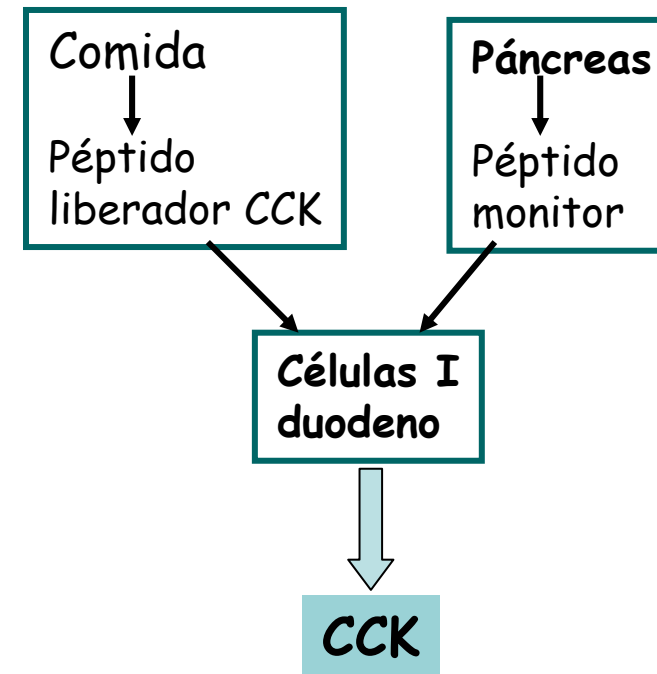 Comida
Péptido
liberador CCK
Páncreas
Péptido
monitor
Células I
duodeno
CCK